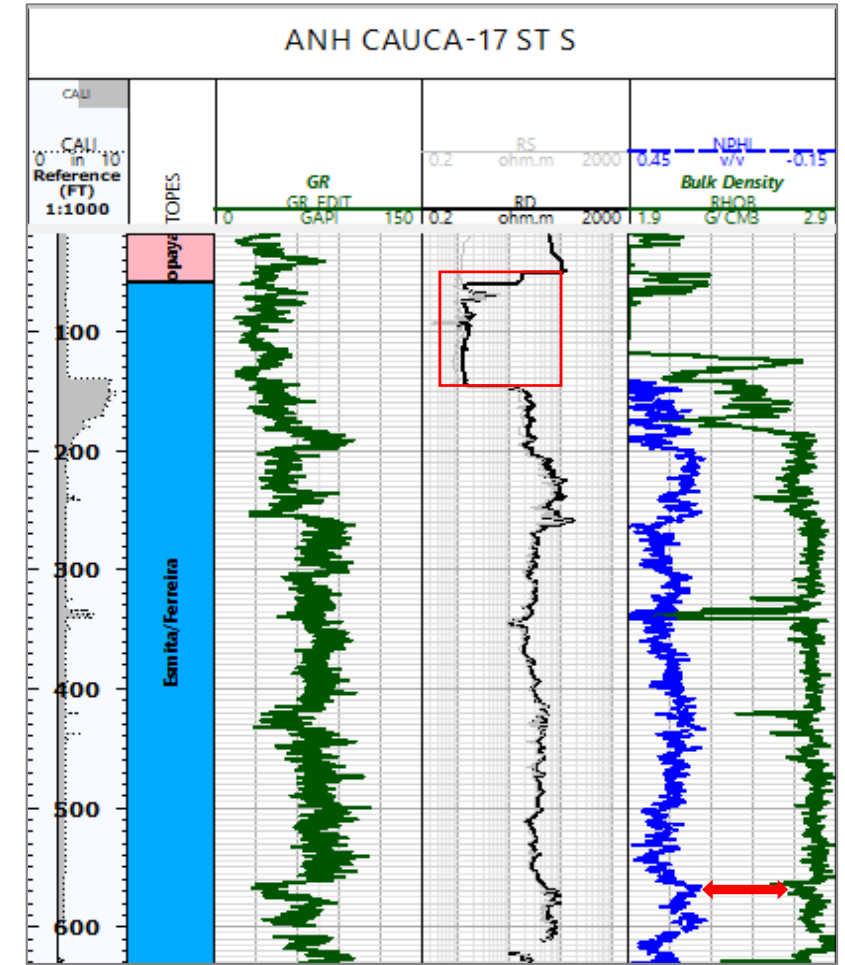 ANH CAUCA-17 ST S
CALI
CALI
0 in 10
Reference
(FT)
1:1000
TOPES
GR
GR_EDIT
0 GAPI 150
RS
0.2 ohm.m 2000
RD
0.2 ohm.m 2000
NPHI
0.45 v/v -0.15
Bulk Density
RHOB
1.9 G/CM3 2.9
opaya
Esmita/Ferreira
100
200
300
400
500
600